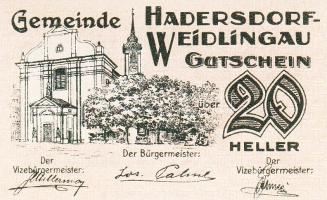 Gemeinde HADERSDORF-
WEIDLINGAU
GUTSCHEIN
über 20
HELLER
Der Vizebürgermeister:
Der Bürgermeister:
Der Vizebürgermeister: